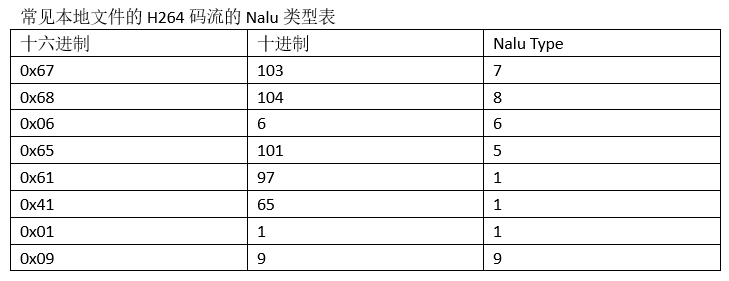 常见本地文件的 H264 码流的 Nalu 类型表
十六进制 十进制 Nalu Type
0x67 103 7
0x68 104 8
0x06 6 6
0x65 101 5
0x61 97 1
0x41 65 1
0x01 1 1
0x09 9 9